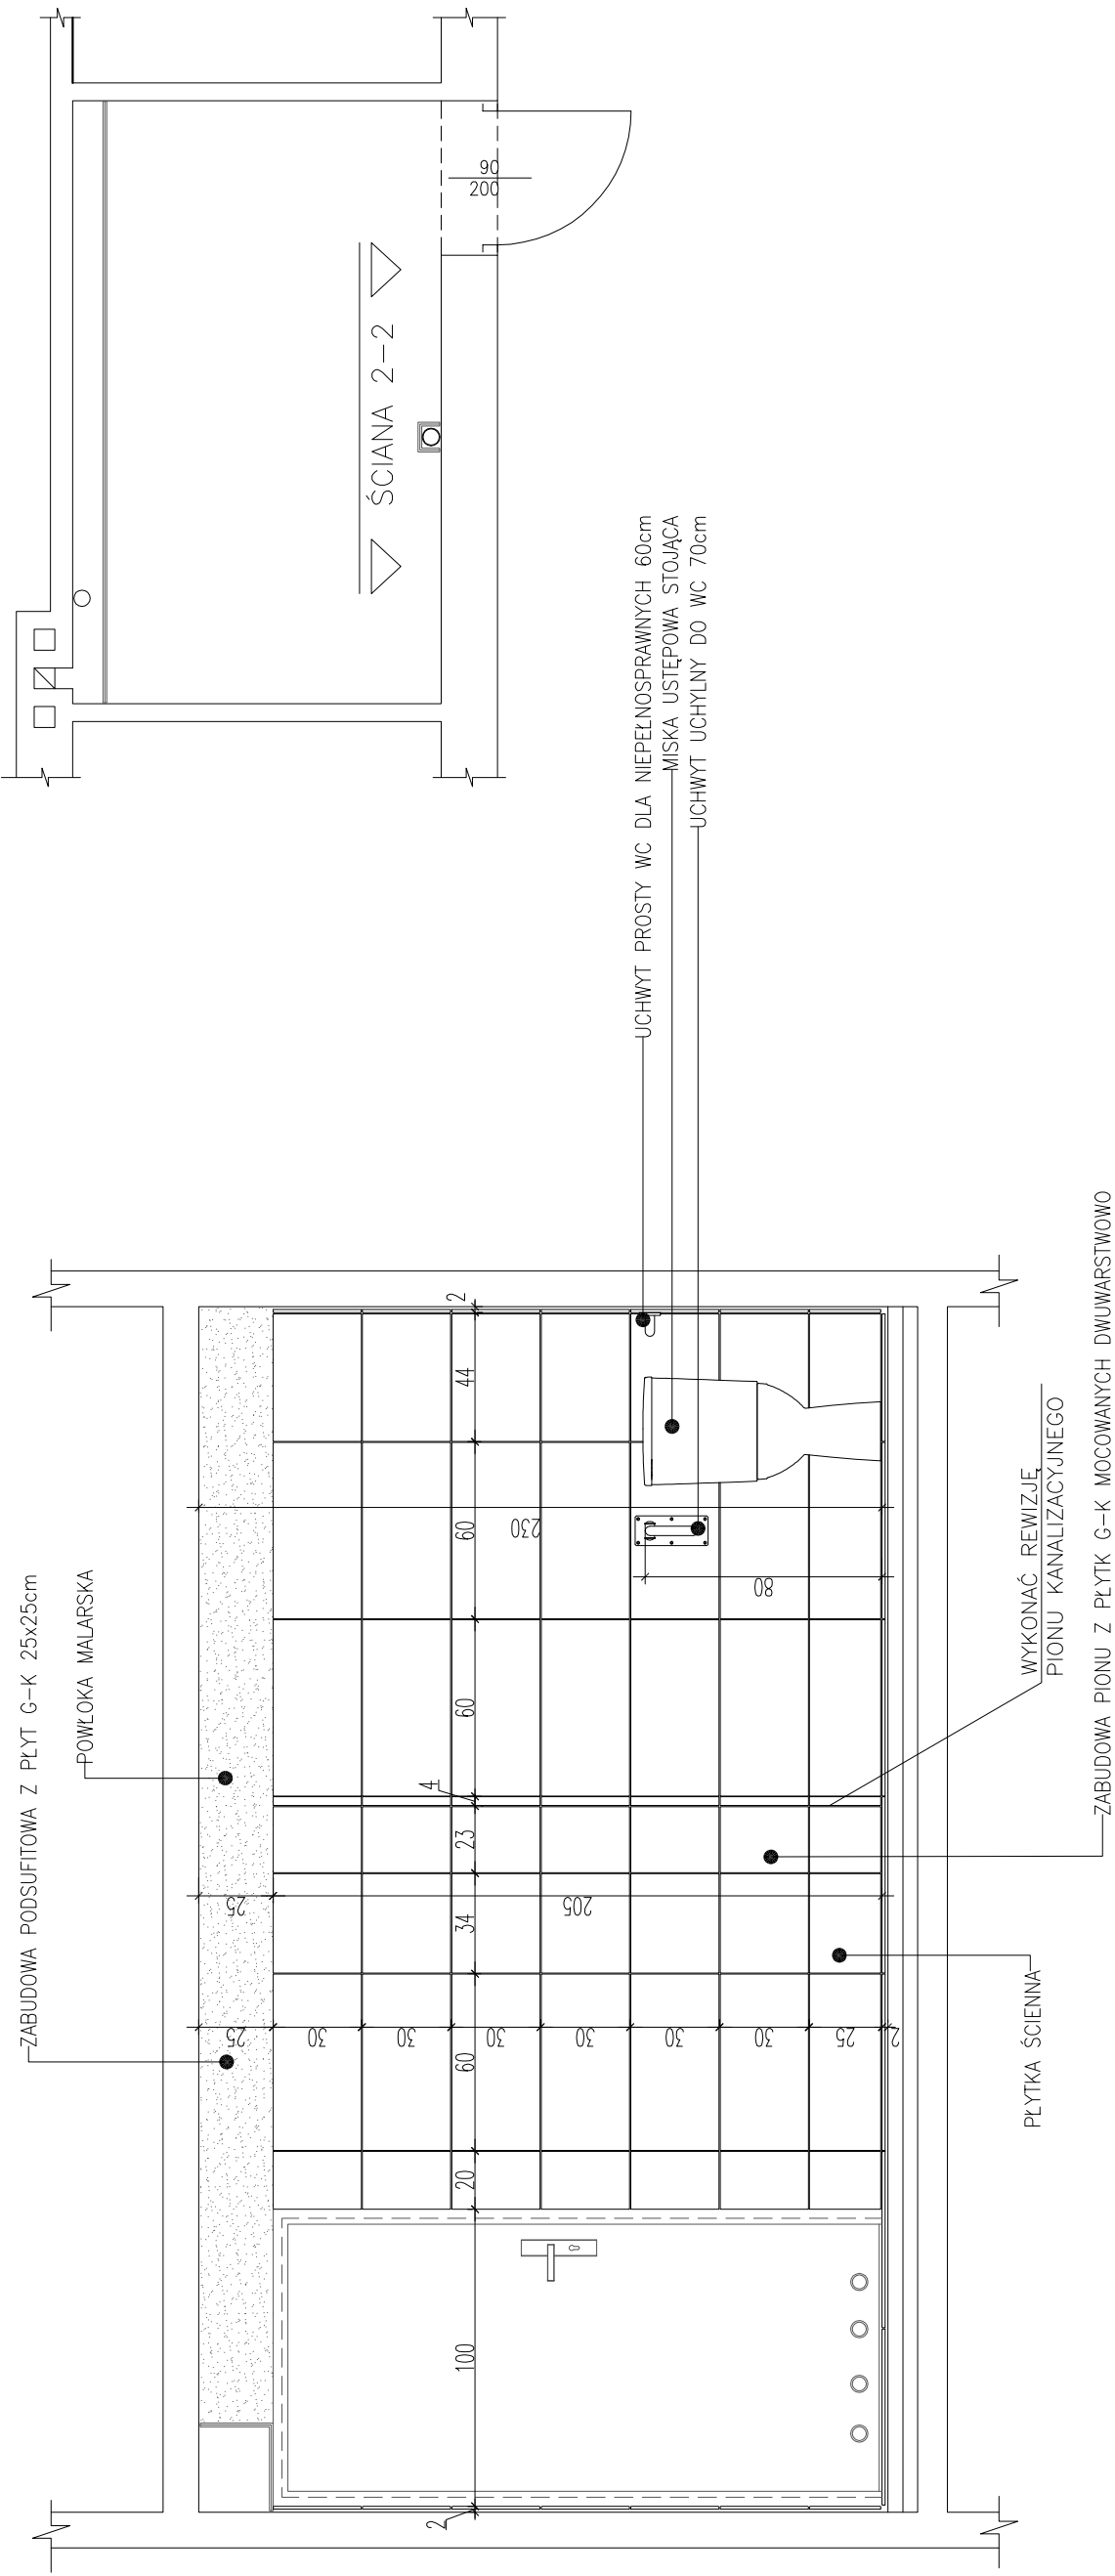 ZABUDOWA PODSUFITOWA Z PŁYT G-K 25x25cm
POWŁOKA MALARSKA
2
100
20
60
34
23
4
60
60
44
2
25
30
30
30
30
30
30
25
2
25
205
230
80
PŁYTKA ŚCIENNA
WYKONAĆ REWIZJĘ
PIONU KANALIZACYJNEGO
ZABUDOWA PIONU Z PŁYTK G-K MOCOWANYCH DWUWARSTWOWO
UCHWYT PROSTY WC DLA NIEPEŁNOSPRAWNYCH 60cm
MISKA USTĘPOWA STOJĄCA
UCHWYT UCHYLNY DO WC 70cm
ŚCIANA 2-2
90
200